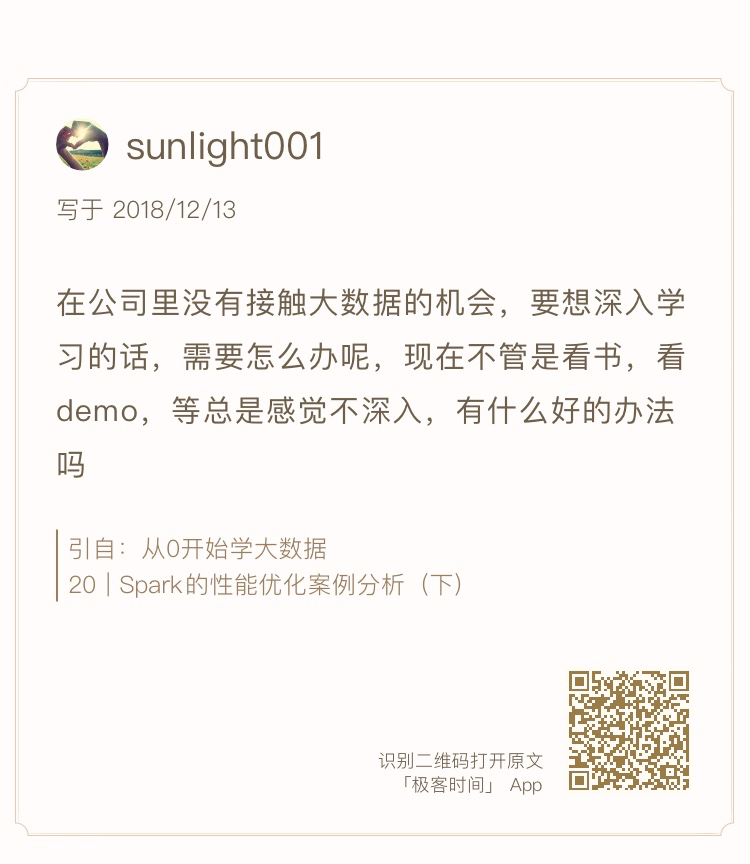 sunlight001
写于 2018/12/13
在公司里没有接触大数据的机会，要想深入学
习的话，需要怎么办呢，现在不管是看书，看
demo，等总是感觉不深入，有什么好的办法
吗
引自：从0开始学大数据
20｜Spark的性能优化案例分析（下）
识别二维码打开原文
「极客时间」 App